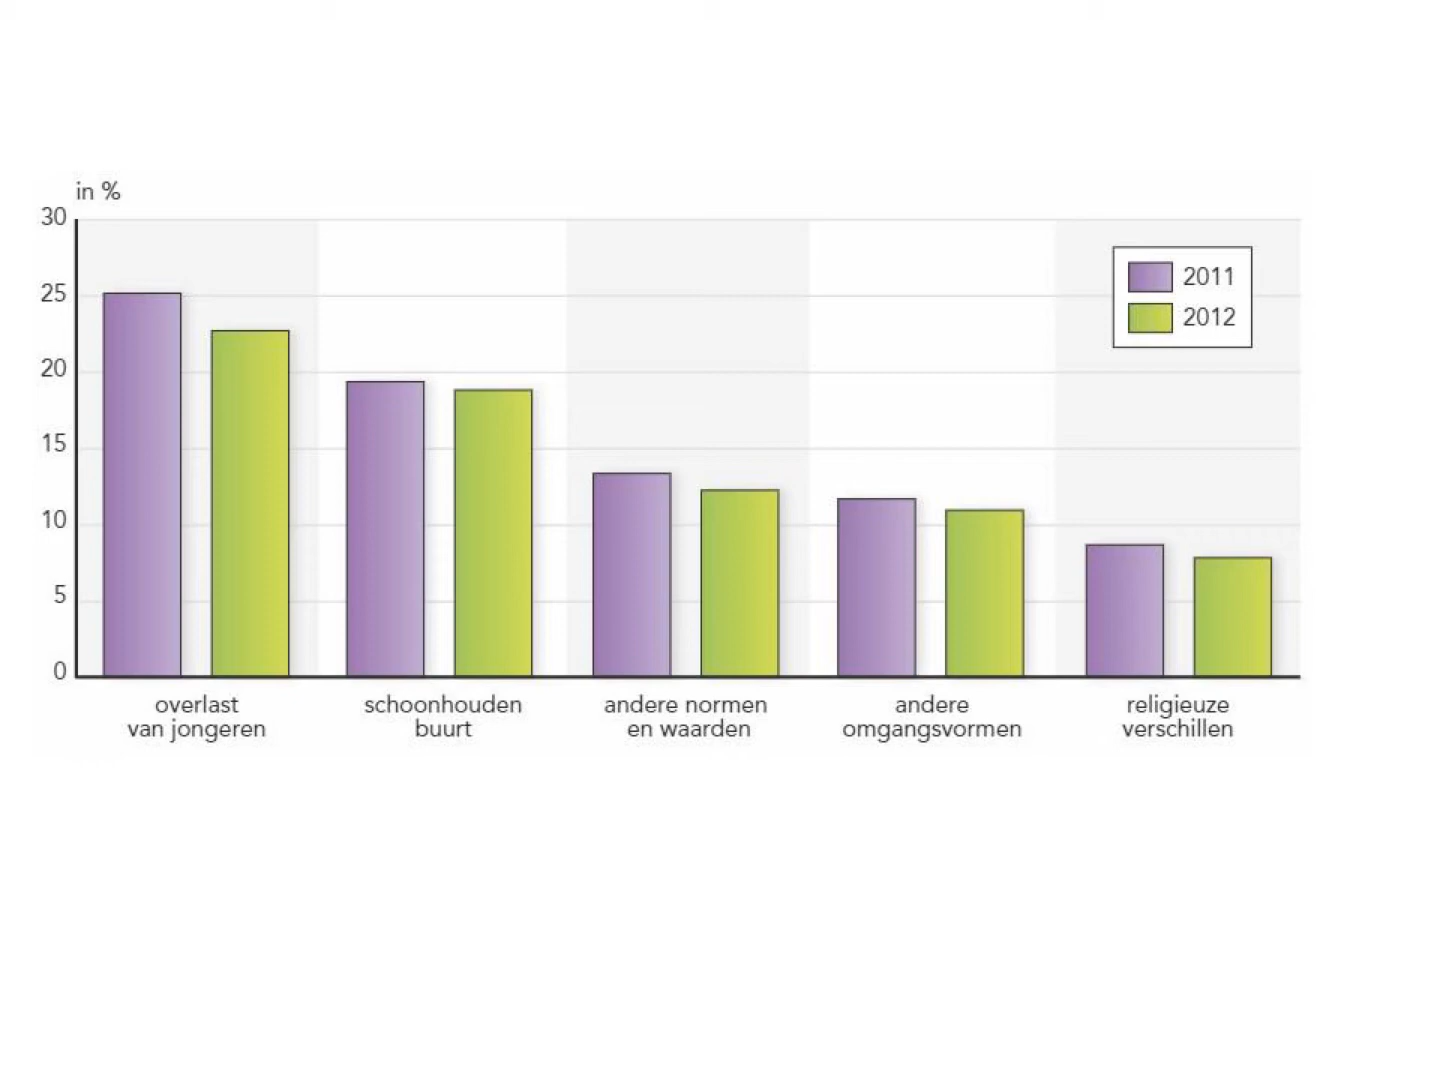 in %
30
25
20
15
10
5
0
2011
2012
overlast
van jongeren
schoonhouden
buurt
andere normen
en waarden
andere
omgangsvormen
religieuze
verschillen